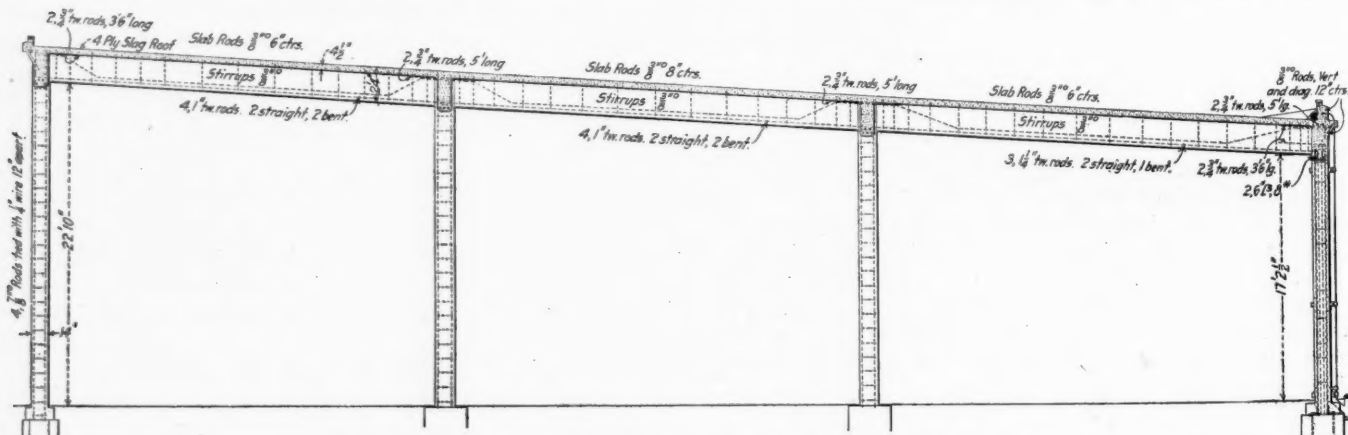 2, 3/4" tw. rods, 3'6" long
4 Ply Slag Roof
Slab Rods 3/8"⌀ 6" ctrs.
4 1/2"
2, 3/4" tw. rods, 5' long
Stirrups 3/8"⌀
24"
4, 1" tw. rods. 2 straight, 2 bent.
Slab Rods 3/8"⌀ 8" ctrs.
2, 3/4" tw. rods, 5' long
Stirrups 3/8"⌀
4, 1" tw. rods. 2 straight, 2 bent.
Slab Rods 3/8"⌀ 6" ctrs.
Stirrups 3/8"⌀
3, 1 1/4" tw. rods. 2 straight, 1 bent.
3/8"⌀ Rods, Vert
and diag. 12" ctrs
2, 3/4" tw. rods, 5' lg.
2, 3/4" tw. rods, 3'6" lg.
4, 7/8"⌀ Rods tied with 1/4" wire 12" apart
22'10"
14"
17'2 1/2"